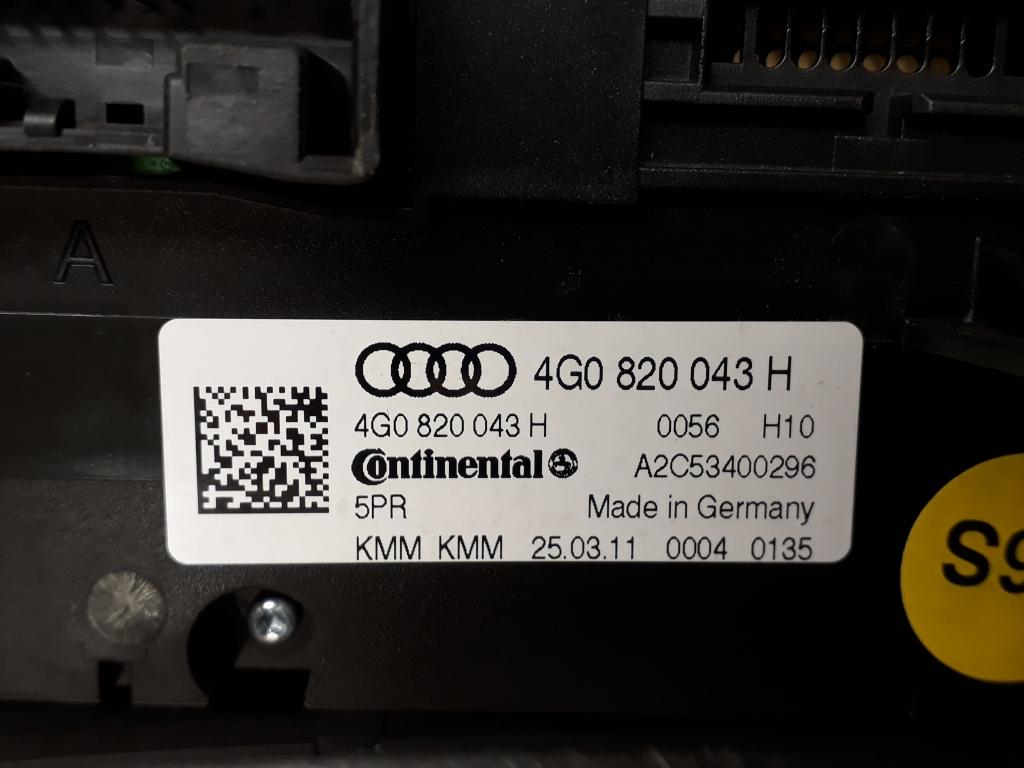 A
4G0 820 043 H
4G0 820 043 H 0056 H10
Continental A2C53400296
5PR Made in Germany
KMM KMM 25.03.11 0004 0135
S9